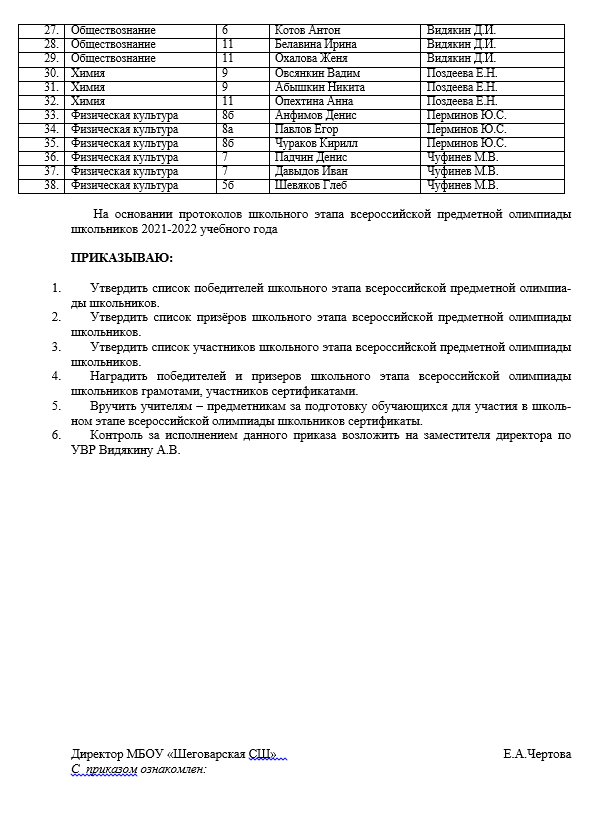 27. Обществознание 6 Котов Антон Видякин Д.И.
28. Обществознание 11 Белавина Ирина Видякин Д.И.
29. Обществознание 11 Охалова Женя Видякин Д.И.
30. Химия 9 Овсянкин Вадим Поздеева Е.Н.
31. Химия 9 Абышкин Никита Поздеева Е.Н.
32. Химия 11 Опехтина Анна Поздеева Е.Н.
33. Физическая культура 8б Анфимов Денис Перминов Ю.С.
34. Физическая культура 8а Павлов Егор Перминов Ю.С.
35. Физическая культура 8б Чураков Кирилл Перминов Ю.С.
36. Физическая культура 7 Падчин Денис Чуфинев М.В.
37. Физическая культура 7 Давыдов Иван Чуфинев М.В.
38. Физическая культура 5б Шевяков Глеб Чуфинев М.В.
На основании протоколов школьного этапа всероссийской предметной олимпиады
школьников 2021-2022 учебного года
ПРИКАЗЫВАЮ:
1. Утвердить список победителей школьного этапа всероссийской предметной олимпиа-
ды школьников.
2. Утвердить список призёров школьного этапа всероссийской предметной олимпиады
школьников.
3. Утвердить список участников школьного этапа всероссийской предметной олимпиады
школьников.
4. Наградить победителей и призеров школьного этапа всероссийской олимпиады
школьников грамотами, участников сертификатами.
5. Вручить учителям – предметникам за подготовку обучающихся для участия в школь-
ном этапе всероссийской олимпиады школьников сертификаты.
6. Контроль за исполнением данного приказа возложить на заместителя директора по
УВР Видякину А.В.
Директор МБОУ «Шеговарская СШ» Е.А.Чертова
С приказом ознакомлен: